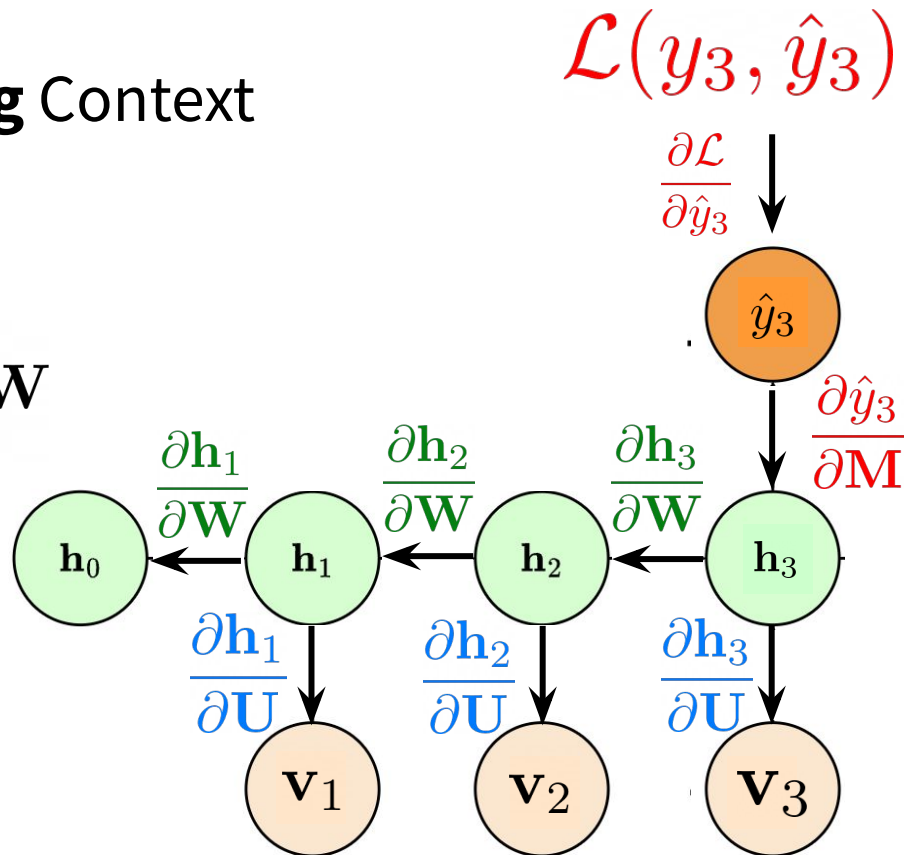 g Context
ℒ(y₃, ŷ₃)
∂ℒ/∂ŷ₃
ŷ₃
W
∂ŷ₃/∂M
∂h₁/∂W ∂h₂/∂W ∂h₃/∂W
h₀ h₁ h₂ h₃
∂h₁/∂U ∂h₂/∂U ∂h₃/∂U
v₁ v₂ v₃